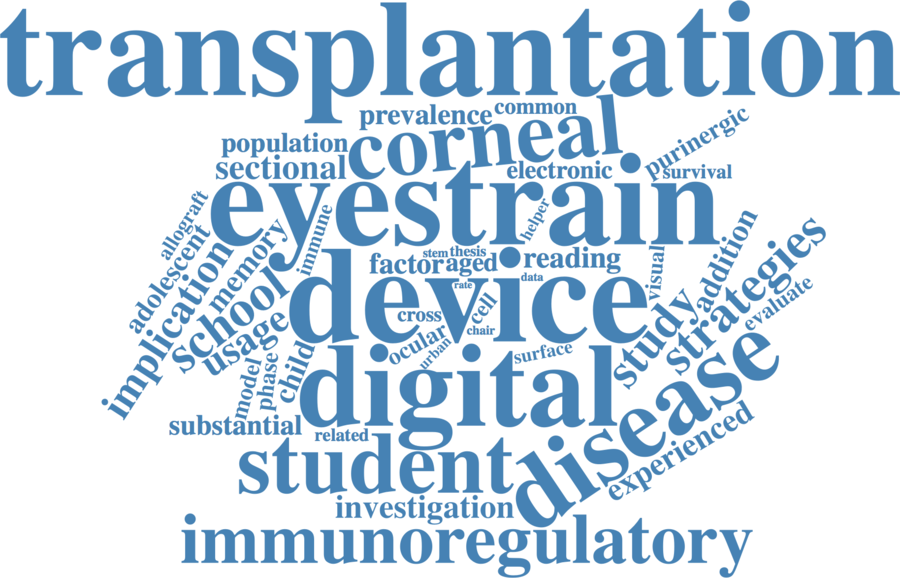 transplantation
common
prevalence
corneal
purinergic
population
sectional
electronic
survival
eyestrain
helper
allograft
adolescent
immune
memory
implication
school
usage
stem
thesis
factor
aged
reading
visual
addition
strategies
device
rate
data
cell
cross
chair
ocular
urban
surface
study
evaluate
model
phase
child
digital
disease
substantial
related
student
experienced
investigation
immunoregulatory